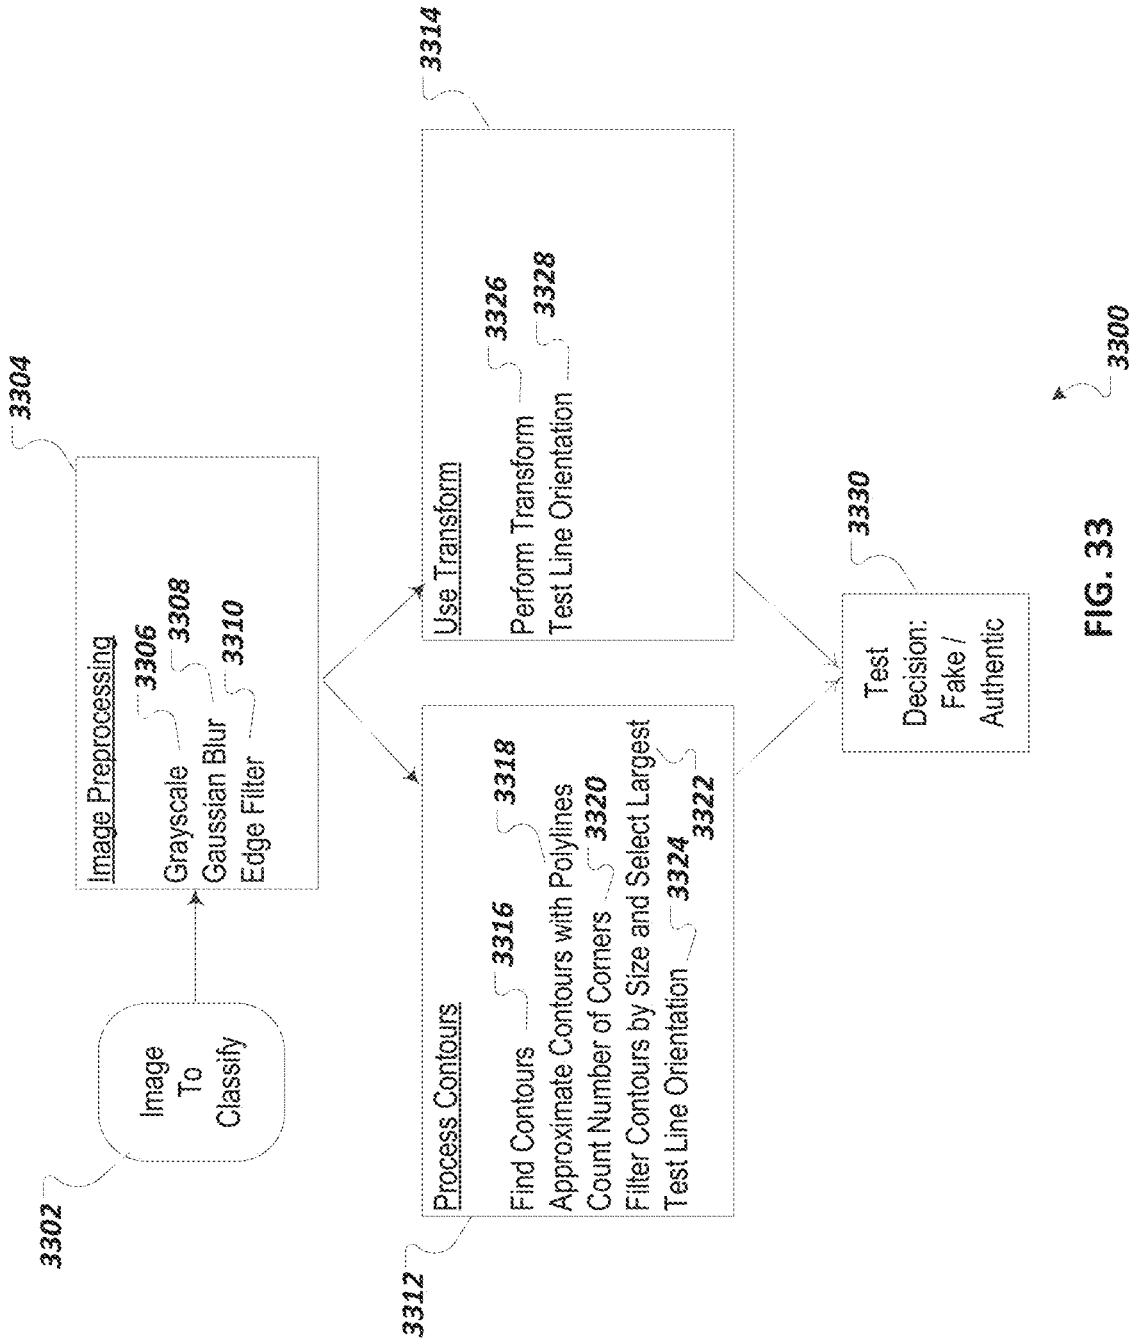 3302
Image
To
Classify
3304
Image Preprocessing
Grayscale 3306
Gaussian Blur 3308
Edge Filter 3310
3312
Process Contours
Find Contours 3316
Approximate Contours with Polylines 3318
Count Number of Corners 3320
Filter Contours by Size and Select Largest 3322
Test Line Orientation 3324
3314
Use Transform
Perform Transform 3326
Test Line Orientation 3328
3330
Test
Decision:
Fake /
Authentic
FIG. 33
3300